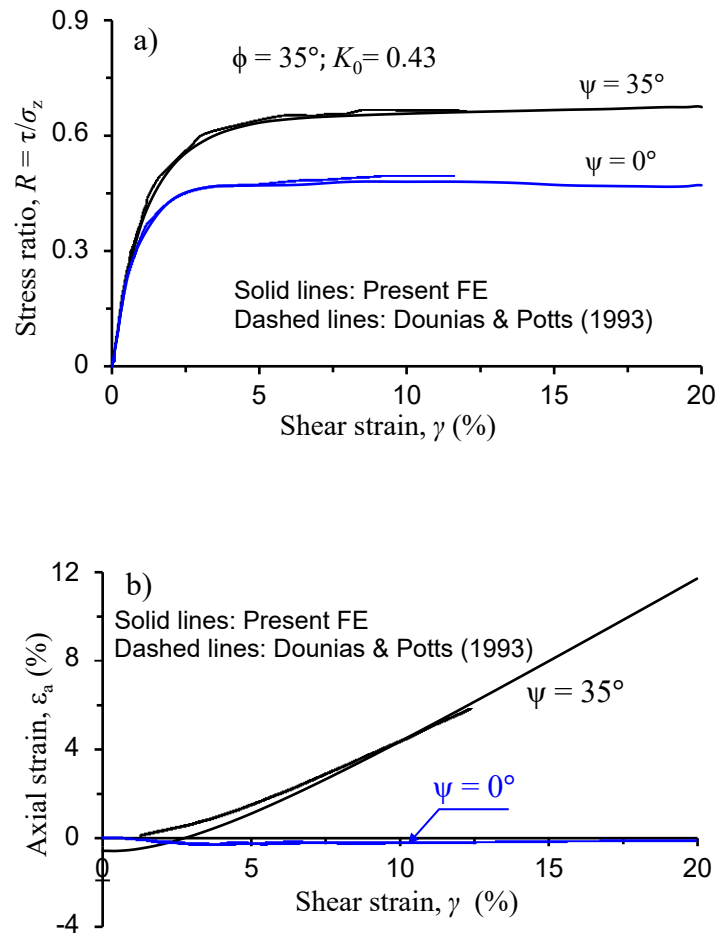 a)
ϕ = 35°; K₀= 0.43
ψ = 35°
ψ = 0°
Solid lines: Present FE
Dashed lines: Dounias & Potts (1993)
Stress ratio, R = τ/σ_z
0.9
0.6
0.3
0
0
5
10
15
20
Shear strain, γ (%)
b)
Solid lines: Present FE
Dashed lines: Dounias & Potts (1993)
ψ = 35°
ψ = 0°
Axial strain, ε_a (%)
12
8
4
0
-4
0
5
10
15
20
Shear strain, γ (%)